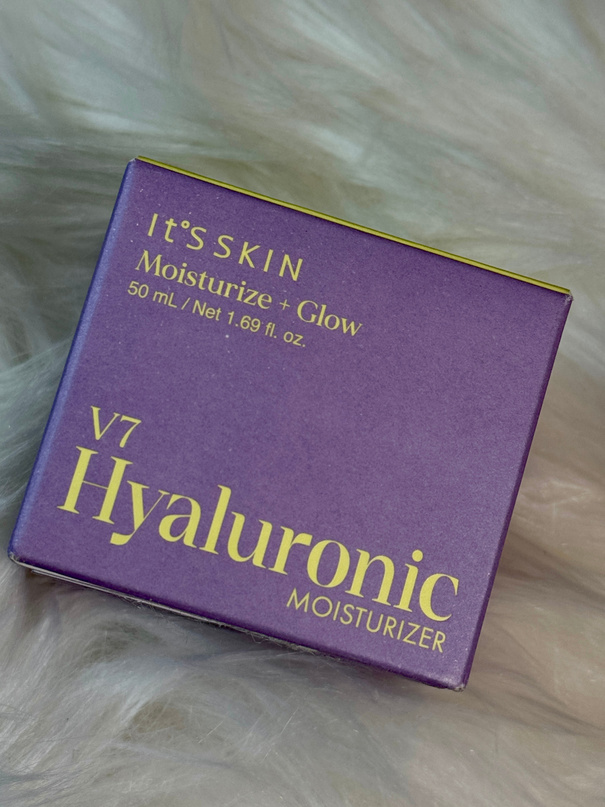 It'S SKIN
Moisturize + Glow
50 mL / Net 1.69 fl. oz.
V7
Hyaluronic
MOISTURIZER